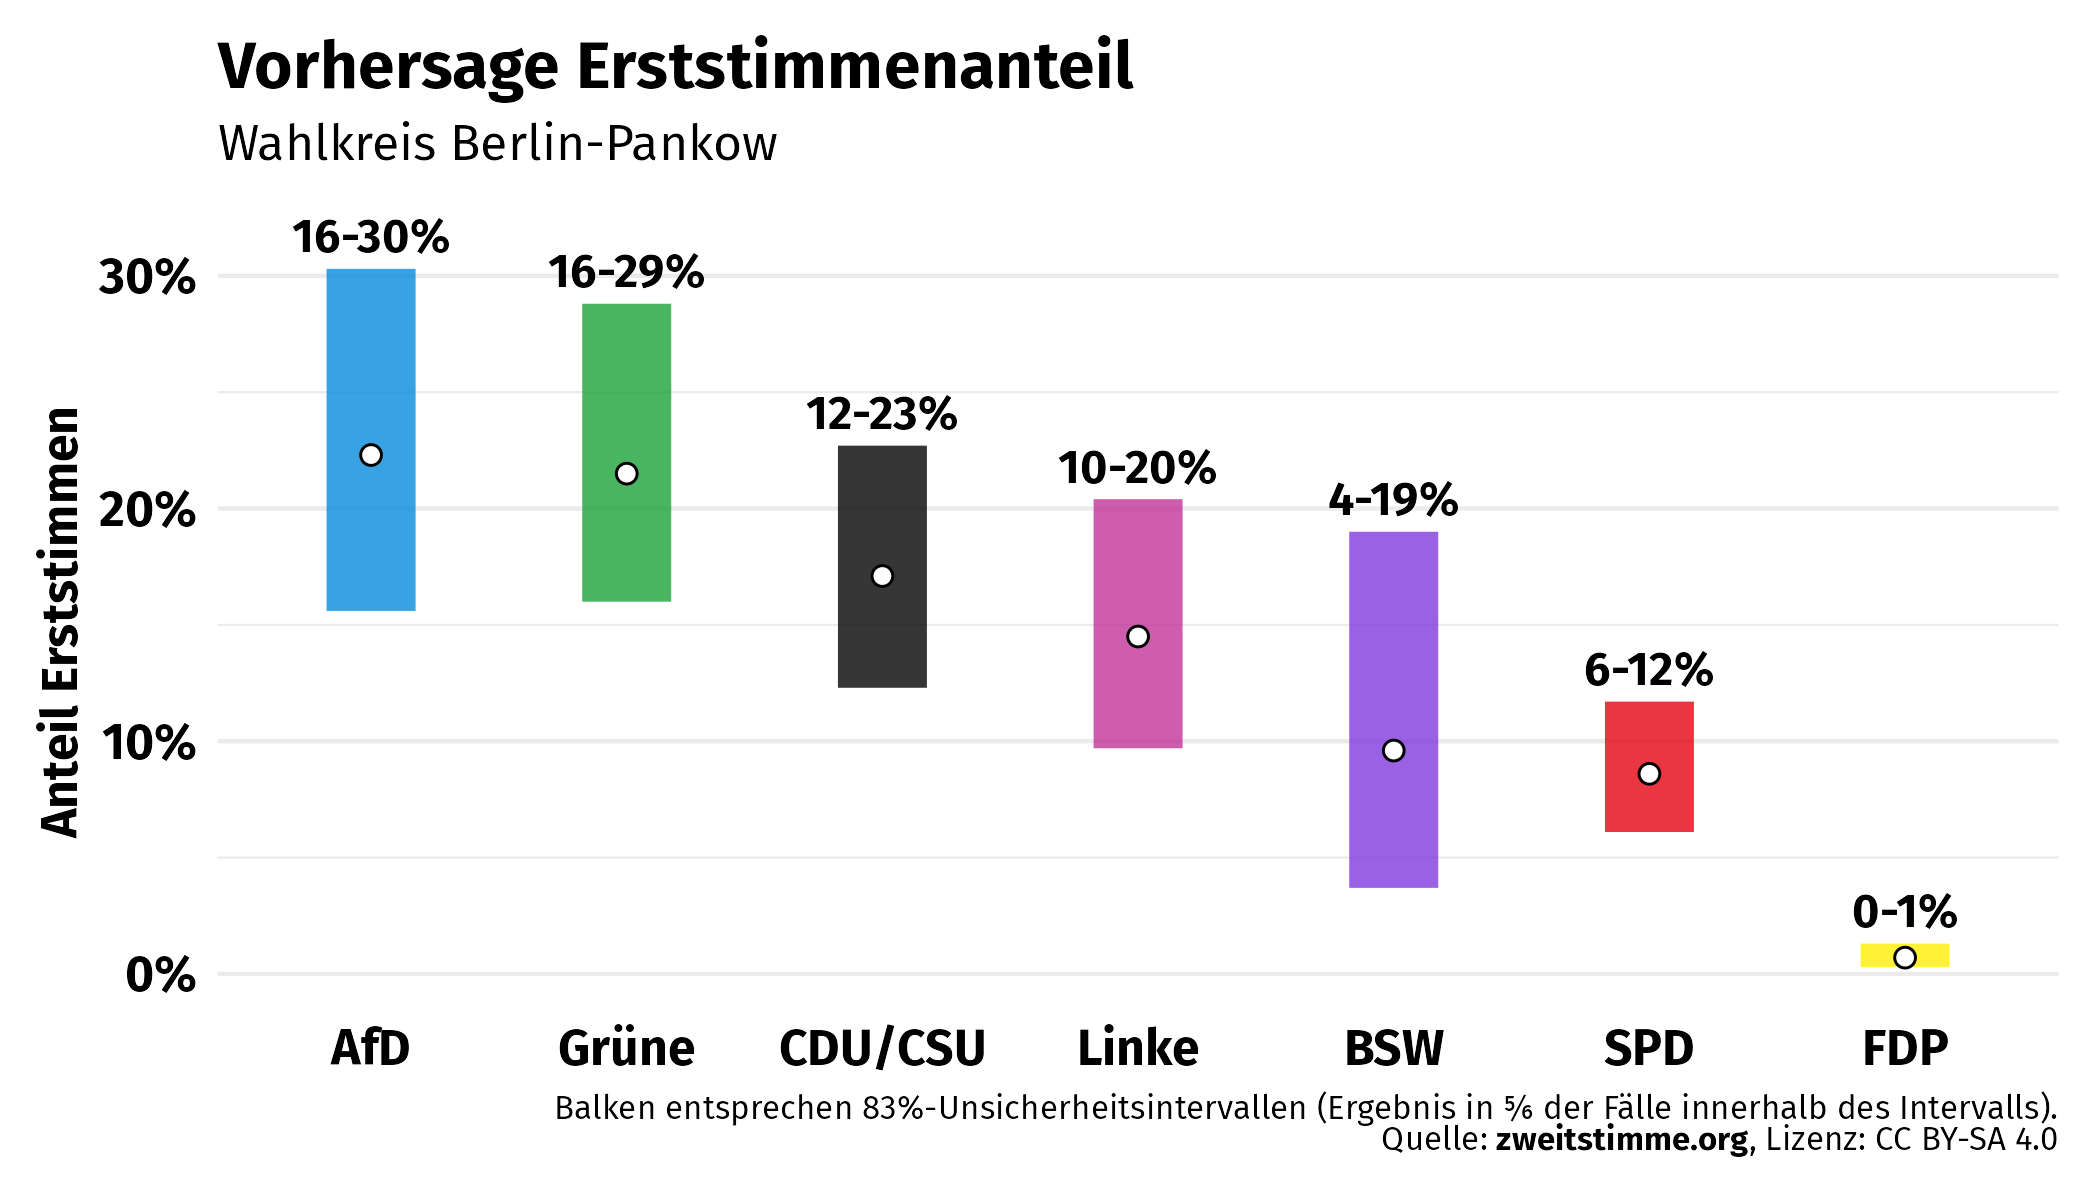 Vorhersage Erststimmenanteil
Wahlkreis Berlin-Pankow
Anteil Erststimmen
30%
20%
10%
0%
16-30%
16-29%
12-23%
10-20%
4-19%
6-12%
0-1%
AfD Grüne CDU/CSU Linke BSW SPD FDP
Balken entsprechen 83%-Unsicherheitsintervallen (Ergebnis in ⅚ der Fälle innerhalb des Intervalls).
Quelle: zweitstimme.org, Lizenz: CC BY-SA 4.0